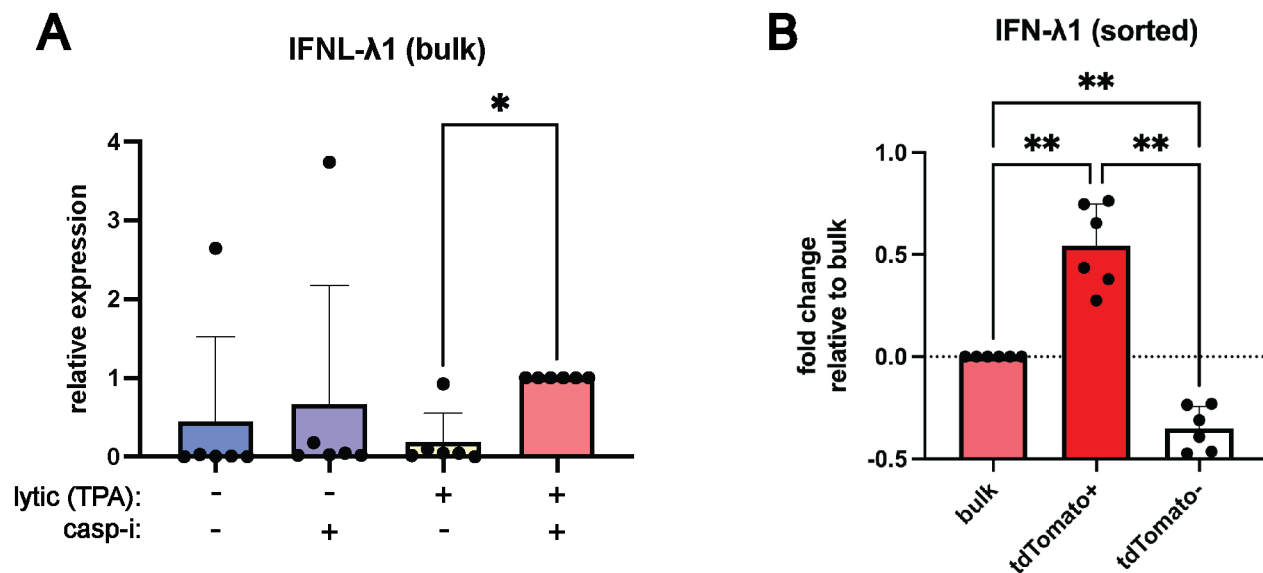 A
IFNL-λ1 (bulk)
*
relative expression
4
3
2
1
0
lytic (TPA): - - + +
casp-i: - + - +
B
IFN-λ1 (sorted)
**
** **
fold change
relative to bulk
1.0
0.5
0.0
-0.5
bulk
tdTomato+
tdTomato-